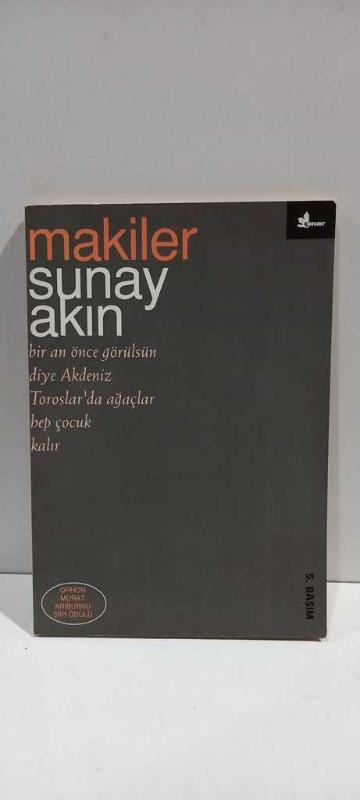 makiler
çınar
sunay
akın
bir an önce görülsün
diye Akdeniz
Toroslar'da ağaçlar
hep çocuk
kalır
ORHON
MURAT
ARIBURNU
ŞİİR ÖDÜLÜ
5. BASIM